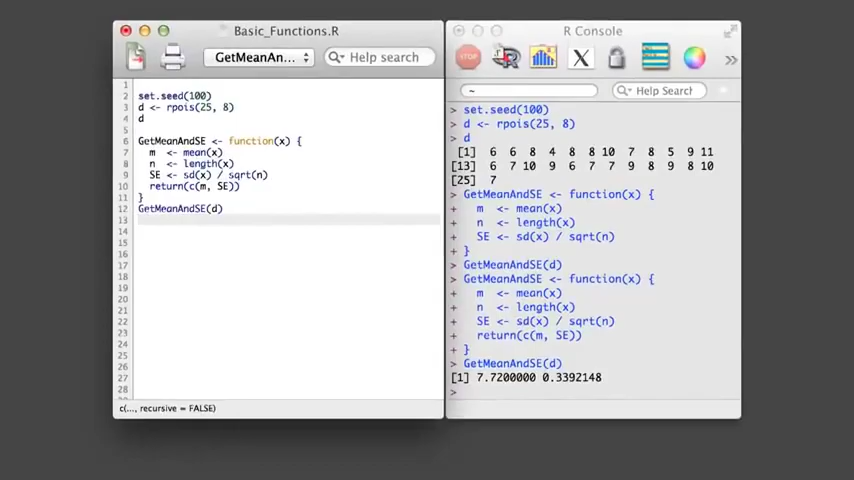 Basic_Functions.R
GetMeanAn...
Help search
1
2 set.seed(100)
3 d <- rpois(25, 8)
4 d
5
6 GetMeanAndSE <- function(x) {
7 m <- mean(x)
8 n <- length(x)
9 SE <- sd(x) / sqrt(n)
10 return(c(m, SE))
11 }
12 GetMeanAndSE(d)
13
14
15
16
17
18
19
20
21
22
23
24
25
26
27
28
c(..., recursive = FALSE)
R Console
STOP
R
X
»
~
Help Search
> set.seed(100)
> d <- rpois(25, 8)
> d
[1] 6 6 8 4 8 8 10 7 8 5 9 11
[13] 6 7 10 9 6 7 7 9 8 9 8 10
[25] 7
> GetMeanAndSE <- function(x) {
+ m <- mean(x)
+ n <- length(x)
+ SE <- sd(x) / sqrt(n)
+ }
> GetMeanAndSE(d)
> GetMeanAndSE <- function(x) {
+ m <- mean(x)
+ n <- length(x)
+ SE <- sd(x) / sqrt(n)
+ return(c(m, SE))
+ }
> GetMeanAndSE(d)
[1] 7.7200000 0.3392148
>